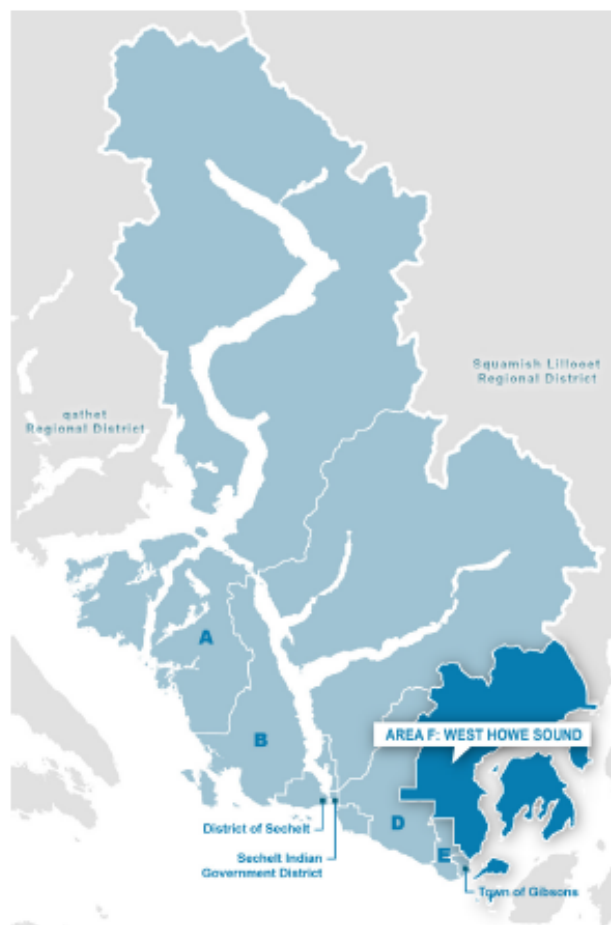 Squamish Lillooet
Regional District
qathet
Regional District
A
AREA F: WEST HOWE SOUND
B
D
District of Sechelt
E
Sechelt Indian
Government District
Town of Gibsons